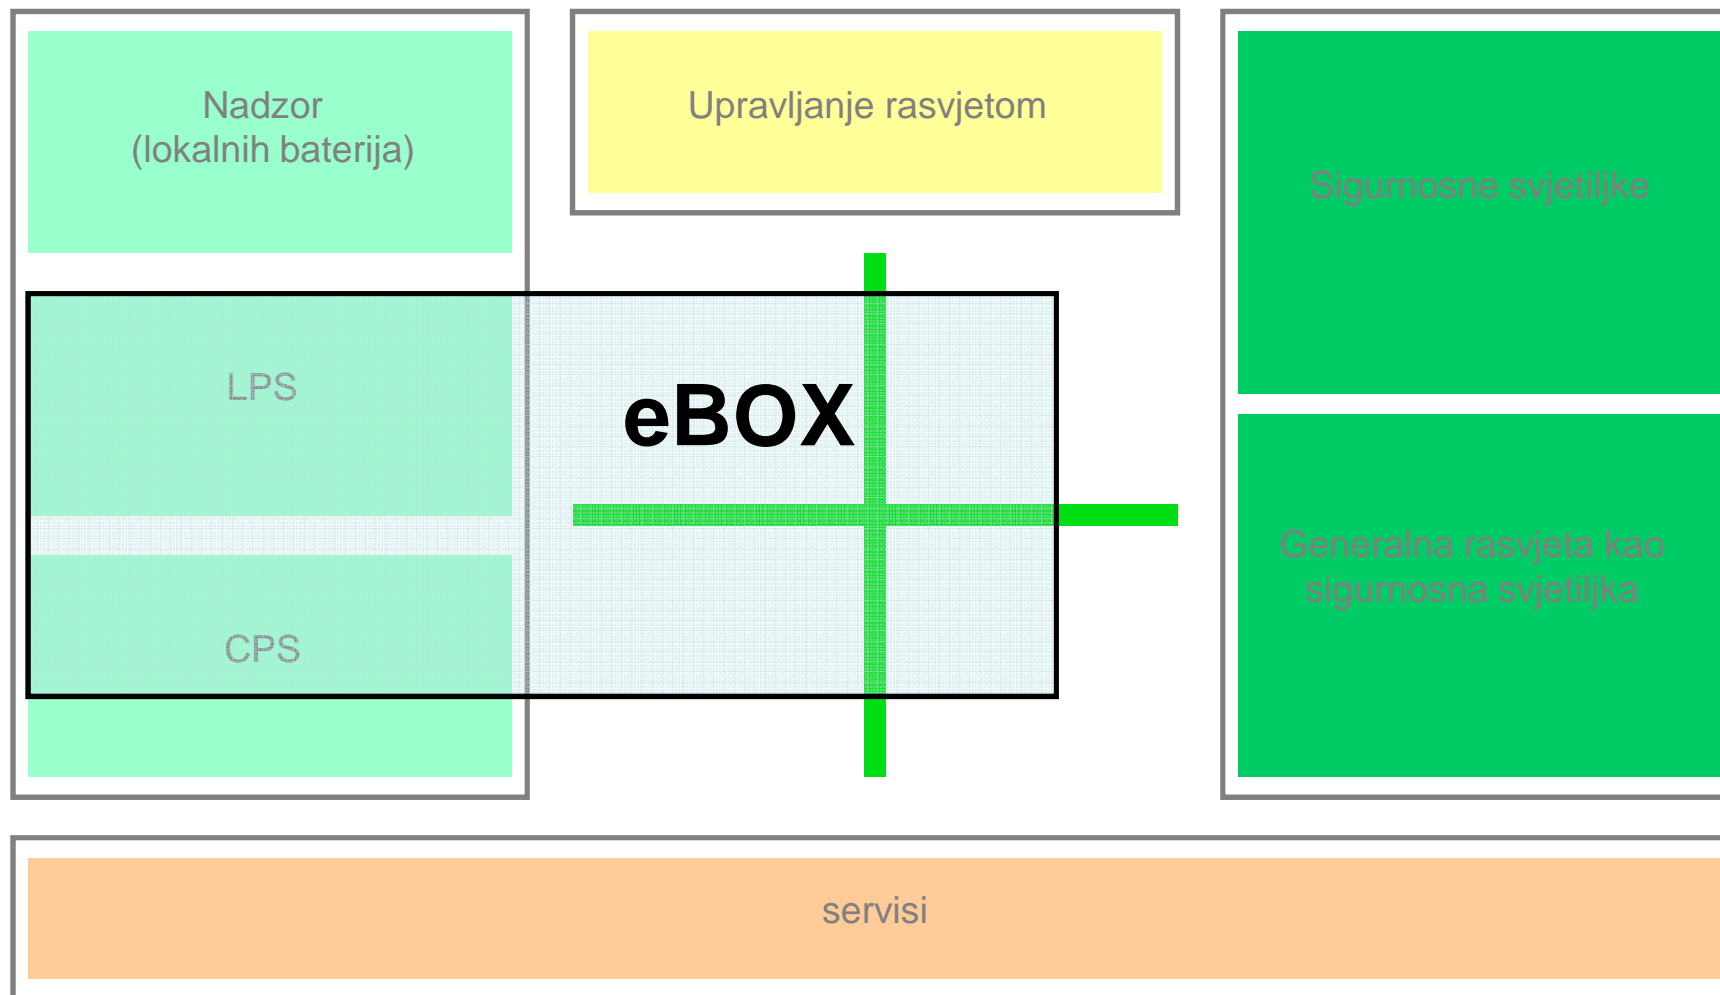 Nadzor
(lokalnih baterija)
Upravljanje rasvjetom
Sigurnosne svjetiljke
LPS
eBOX
Generalna rasvjeta kao
sigurnosna svjetiljka
CPS
servisi